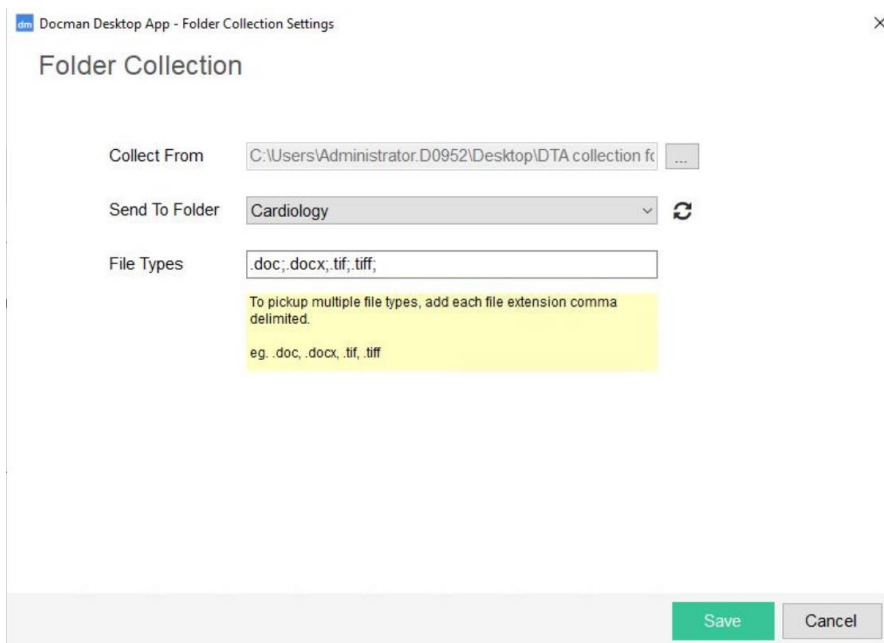 dm Docman Desktop App - Folder Collection Settings
Folder Collection
Collect From C:\Users\Administrator.D0952\Desktop\DTA collection fc ...
Send To Folder Cardiology
File Types .doc;.docx;.tif;.tiff;
To pickup multiple file types, add each file extension comma
delimited.
eg. .doc, .docx, .tif, .tiff
Save Cancel